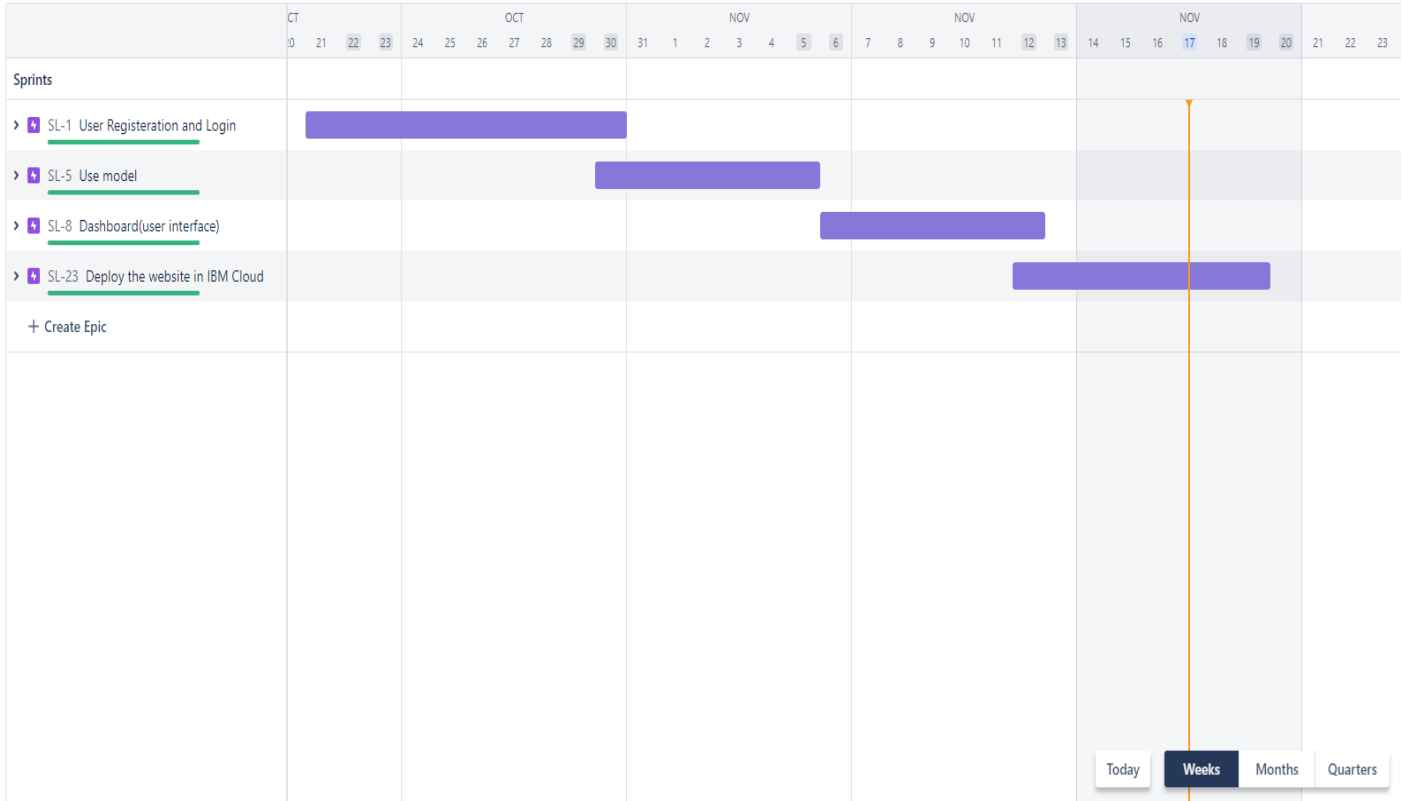 CT OCT NOV NOV NOV
20 21 22 23 24 25 26 27 28 29 30 31 1 2 3 4 5 6 7 8 9 10 11 12 13 14 15 16 17 18 19 20 21 22 23
Sprints
SL-1 User Registeration and Login
SL-5 Use model
SL-8 Dashboard(user interface)
SL-23 Deploy the website in IBM Cloud
+ Create Epic
Today Weeks Months Quarters